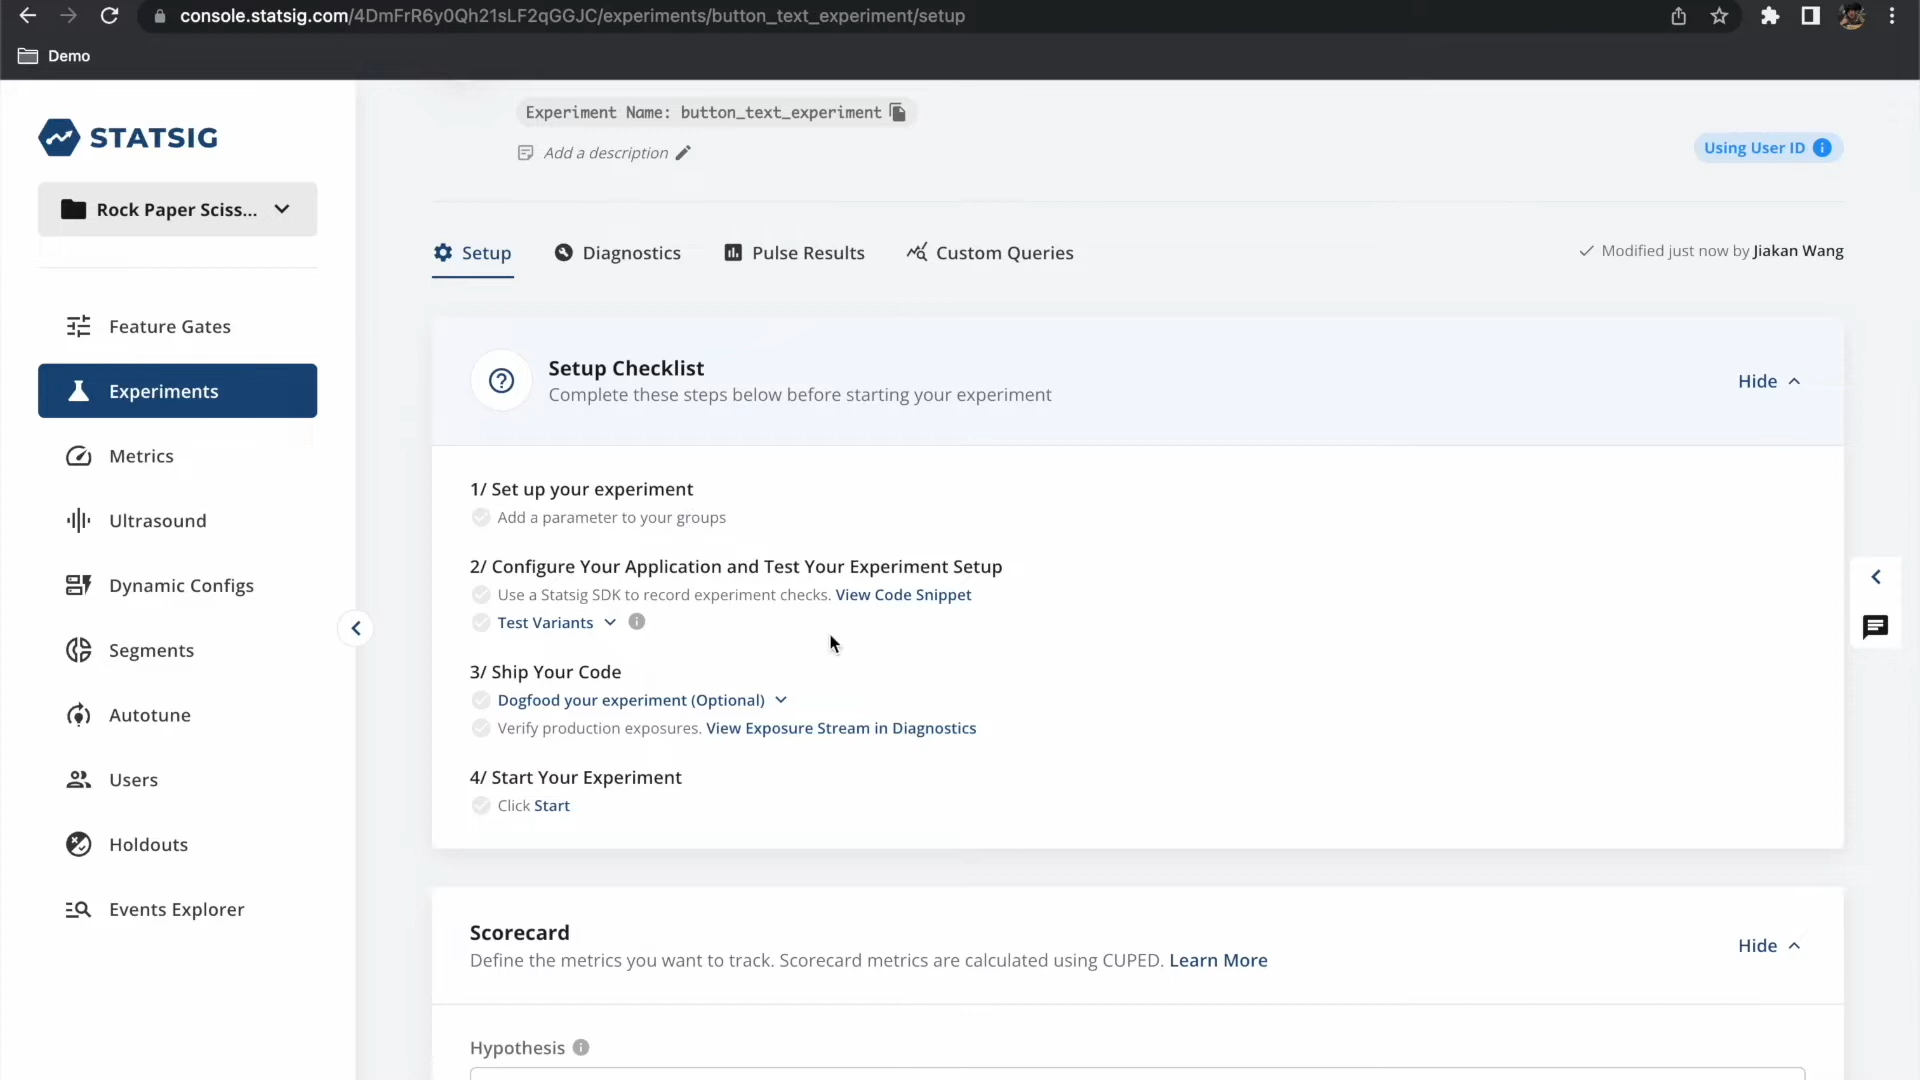 console.statsig.com/4DmFrR6y0Qh21sLF2qGGJC/experiments/button_text_experiment/setup
Demo
STATSIG
Rock Paper Sciss...
Feature Gates
Experiments
Metrics
Ultrasound
Dynamic Configs
Segments
Autotune
Users
Holdouts
Events Explorer
Experiment Name: button_text_experiment
Add a description
Using User ID
Setup
Diagnostics
Pulse Results
Custom Queries
Modified just now by Jiakan Wang
Setup Checklist
Complete these steps below before starting your experiment
Hide
1/ Set up your experiment
Add a parameter to your groups
2/ Configure Your Application and Test Your Experiment Setup
Use a Statsig SDK to record experiment checks. View Code Snippet
Test Variants
3/ Ship Your Code
Dogfood your experiment (Optional)
Verify production exposures. View Exposure Stream in Diagnostics
4/ Start Your Experiment
Click Start
Scorecard
Define the metrics you want to track. Scorecard metrics are calculated using CUPED. Learn More
Hide
Hypothesis